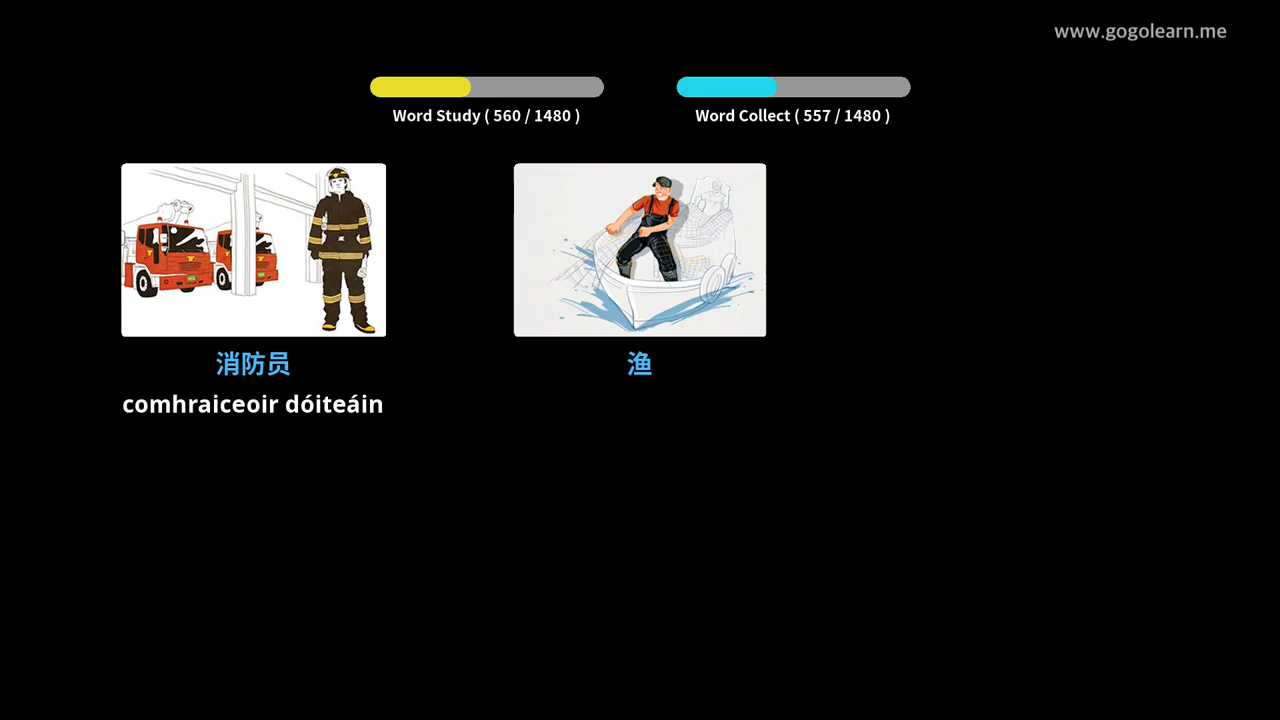 www.gogolearn.me
Word Study ( 560 / 1480 )
Word Collect ( 557 / 1480 )
消防员
渔
comhraiceoir dóiteáin